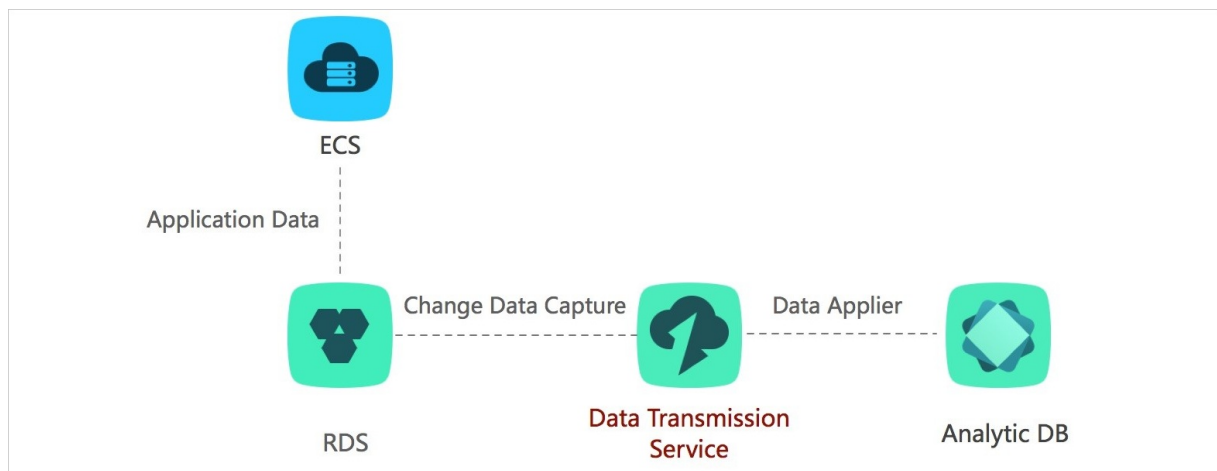 ECS
Application Data
Change Data Capture
Data Applier
RDS
Data Transmission
Service
Analytic DB